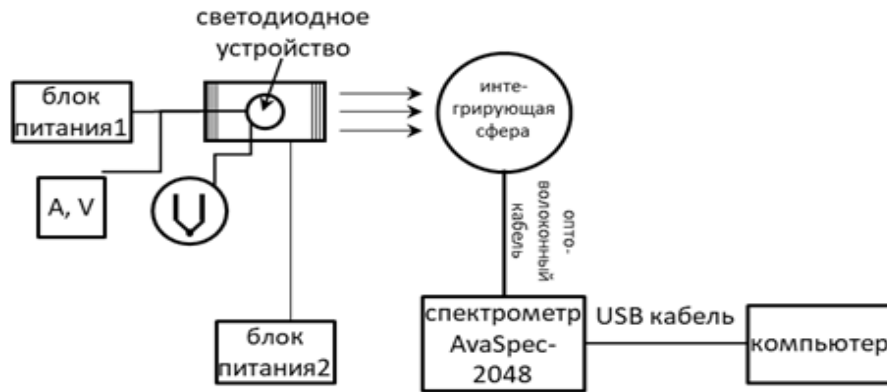 светодиодное
устройство
блок
питания1
A, V
инте-
грирующая
сфера
опто-
волоконный
кабель
блок
питания2
спектрометр
AvaSpec-
2048
USB кабель
компьютер